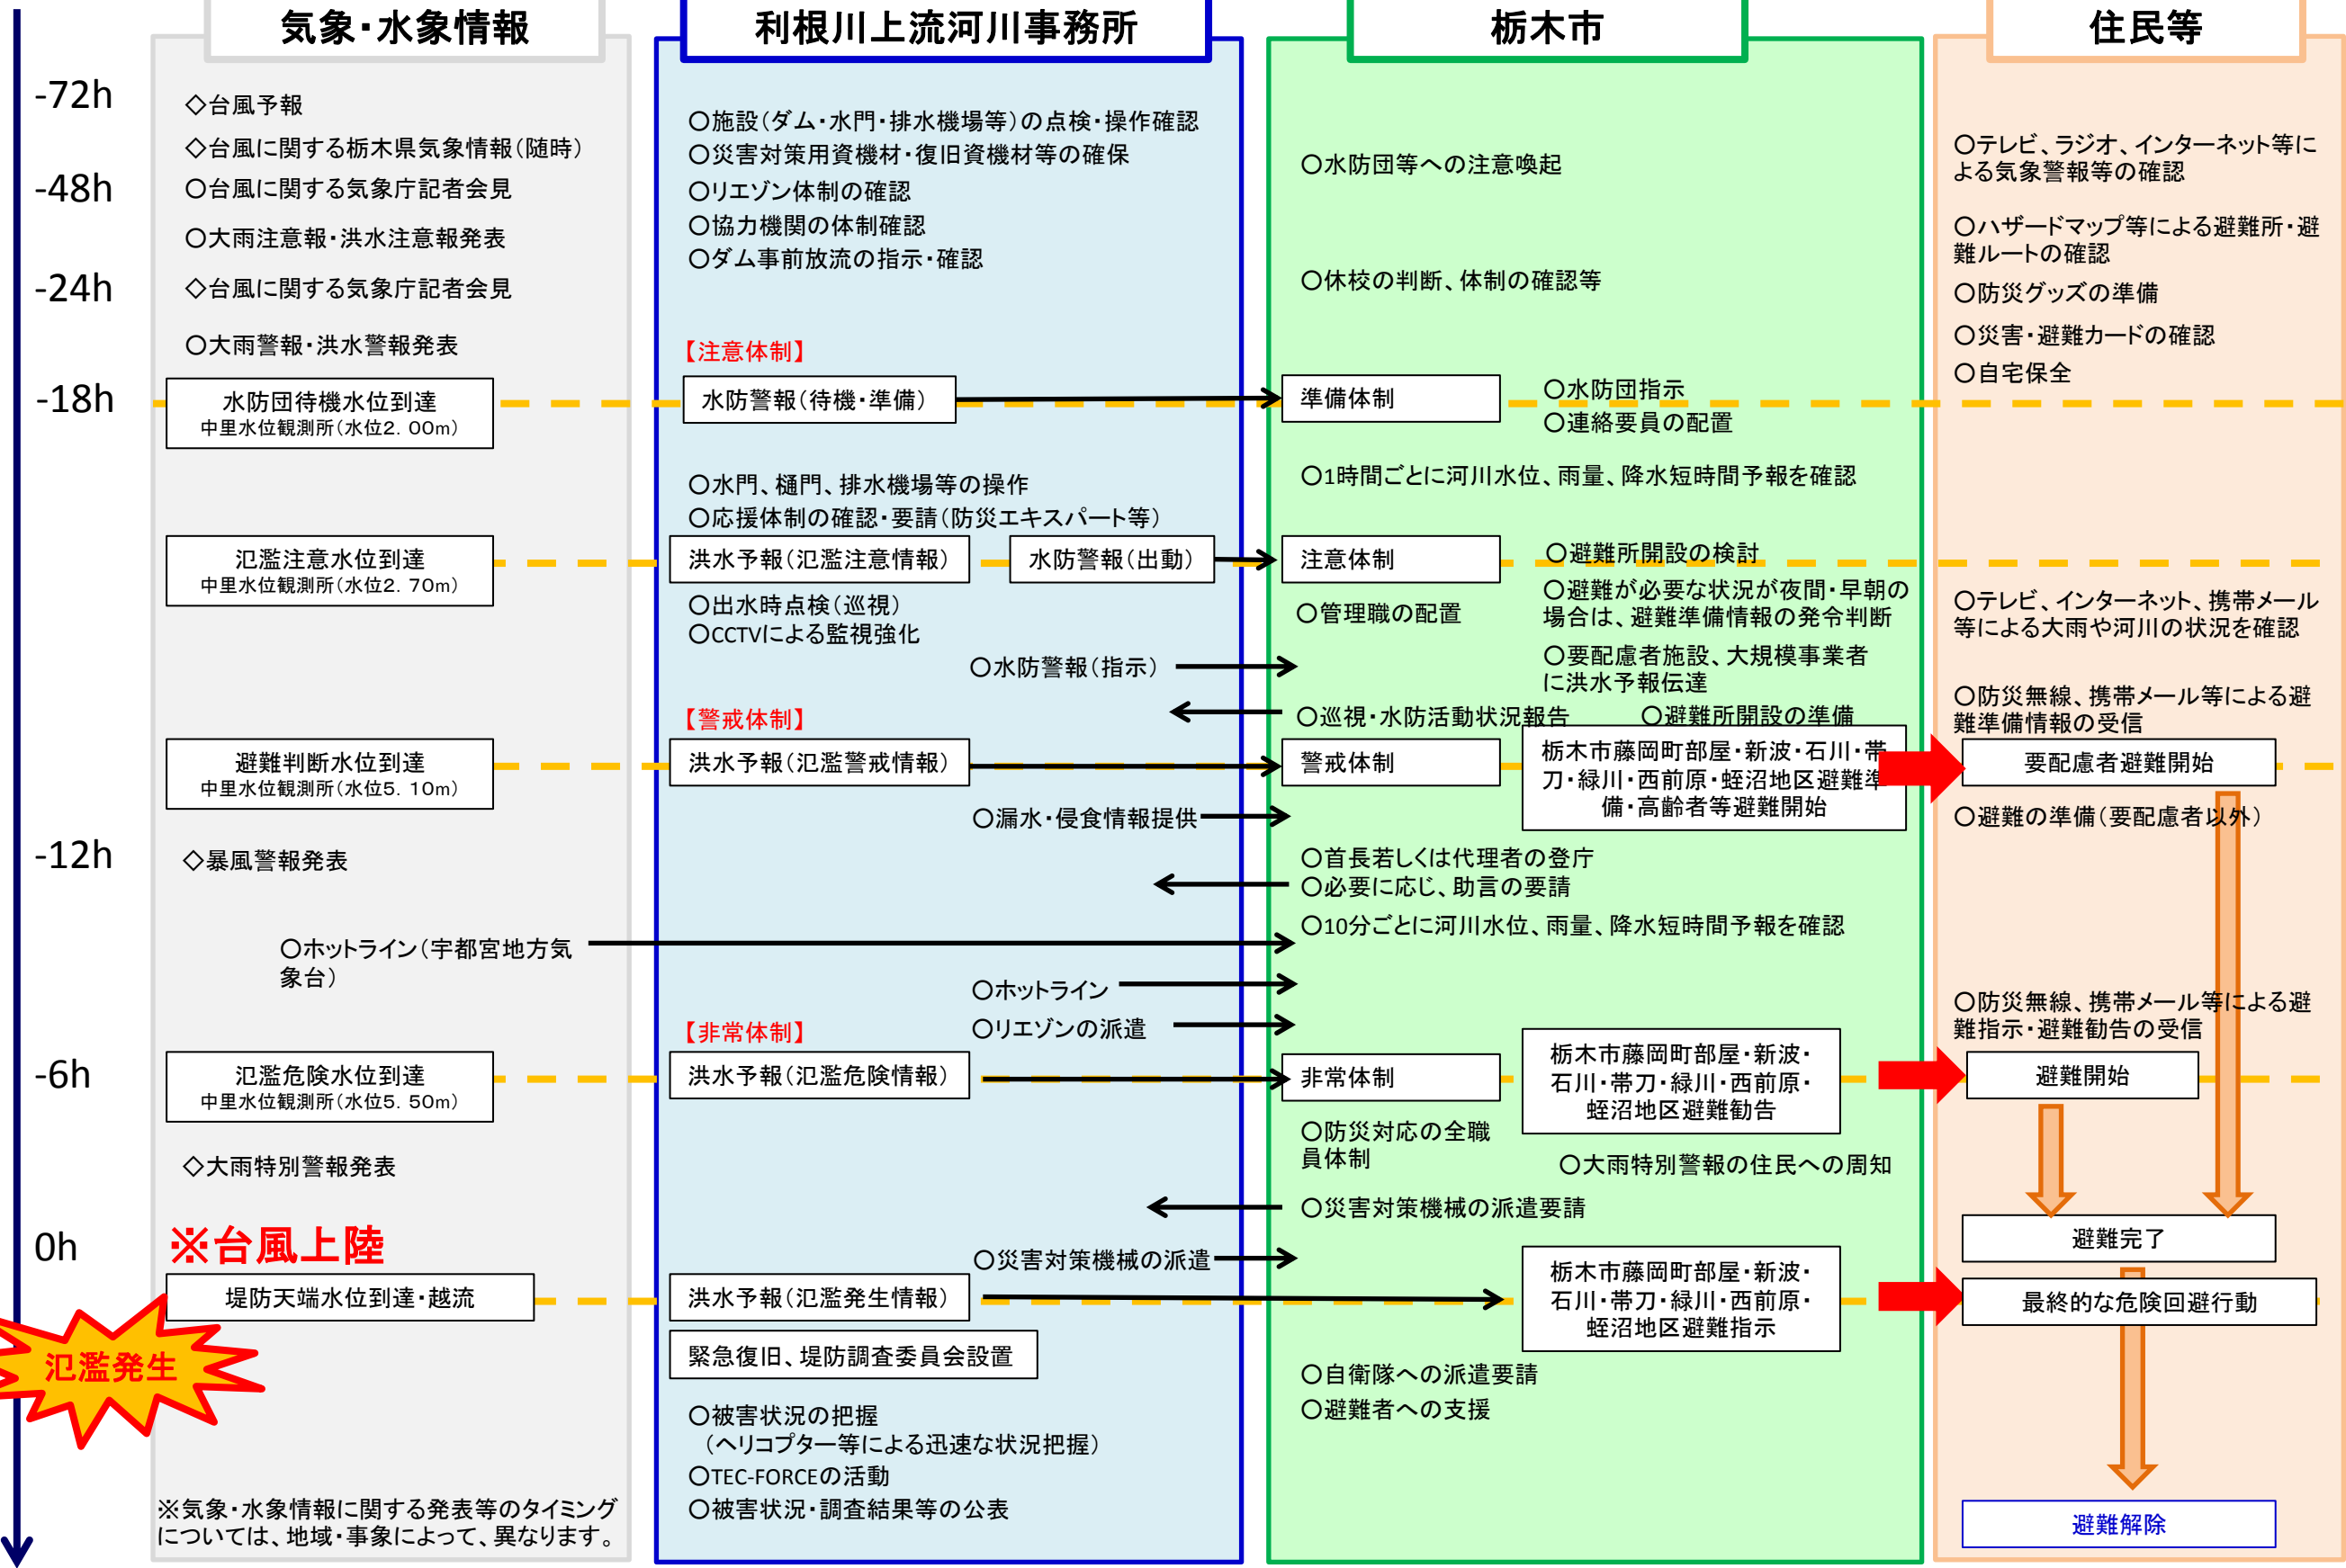 気象・水象情報
利根川上流河川事務所
栃木市
住民等
-72h
-48h
-24h
-18h
-12h
-6h
0h
◇台風予報
◇台風に関する栃木県気象情報(随時)
○台風に関する気象庁記者会見
○大雨注意報・洪水注意報発表
◇台風に関する気象庁記者会見
○大雨警報・洪水警報発表
水防団待機水位到達
中里水位観測所(水位2.00m)
氾濫注意水位到達
中里水位観測所(水位2.70m)
避難判断水位到達
中里水位観測所(水位5.10m)
◇暴風警報発表
○ホットライン(宇都宮地方気
象台)
氾濫危険水位到達
中里水位観測所(水位5.50m)
◇大雨特別警報発表
※台風上陸
堤防天端水位到達・越流
氾濫発生
※気象・水象情報に関する発表等のタイミング
については、地域・事象によって、異なります。
○施設(ダム・水門・排水機場等)の点検・操作確認
○災害対策用資機材・復旧資機材等の確保
○リエゾン体制の確認
○協力機関の体制確認
○ダム事前放流の指示・確認
【注意体制】
水防警報(待機・準備)
○水門、樋門、排水機場等の操作
○応援体制の確認・要請(防災エキスパート等)
洪水予報(氾濫注意情報)
水防警報(出動)
○出水時点検(巡視)
○CCTVによる監視強化
○水防警報(指示)
【警戒体制】
洪水予報(氾濫警戒情報)
○漏水・侵食情報提供
○ホットライン
○リエゾンの派遣
【非常体制】
洪水予報(氾濫危険情報)
○災害対策機械の派遣
洪水予報(氾濫発生情報)
緊急復旧、堤防調査委員会設置
○被害状況の把握
(ヘリコプター等による迅速な状況把握)
○TEC-FORCEの活動
○被害状況・調査結果等の公表
○水防団等への注意喚起
○休校の判断、体制の確認等
準備体制
○水防団指示
○連絡要員の配置
○1時間ごとに河川水位、雨量、降水短時間予報を確認
注意体制
○避難所開設の検討
○管理職の配置
○避難が必要な状況が夜間・早朝の
場合は、避難準備情報の発令判断
○要配慮者施設、大規模事業者
に洪水予報伝達
○巡視・水防活動状況報告
○避難所開設の準備
警戒体制
栃木市藤岡町部屋・新波・石川・帯
刀・緑川・西前原・蛭沼地区避難準
備・高齢者等避難開始
○首長若しくは代理者の登庁
○必要に応じ、助言の要請
○10分ごとに河川水位、雨量、降水短時間予報を確認
非常体制
栃木市藤岡町部屋・新波・
石川・帯刀・緑川・西前原・
蛭沼地区避難勧告
○防災対応の全職
員体制
○大雨特別警報の住民への周知
○災害対策機械の派遣要請
栃木市藤岡町部屋・新波・
石川・帯刀・緑川・西前原・
蛭沼地区避難指示
○自衛隊への派遣要請
○避難者への支援
○テレビ、ラジオ、インターネット等に
よる気象警報等の確認
○ハザードマップ等による避難所・避
難ルートの確認
○防災グッズの準備
○災害・避難カードの確認
○自宅保全
○テレビ、インターネット、携帯メール
等による大雨や河川の状況を確認
○防災無線、携帯メール等による避
難準備情報の受信
要配慮者避難開始
○避難の準備(要配慮者以外)
○防災無線、携帯メール等による避
難指示・避難勧告の受信
避難開始
避難完了
最終的な危険回避行動
避難解除